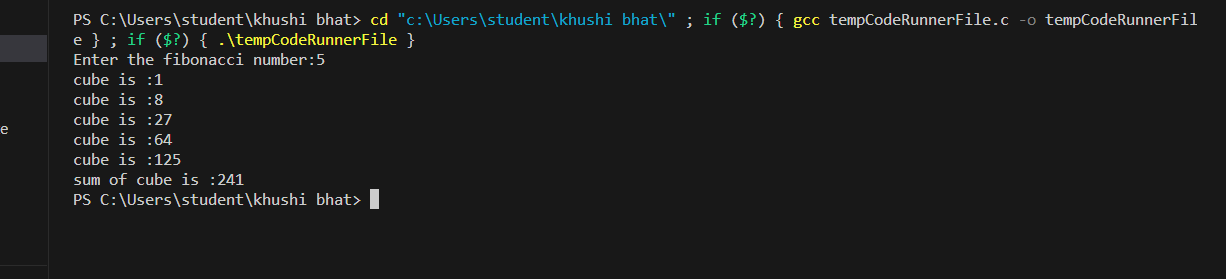 PS C:\Users\student\khushi bhat> cd "c:\Users\student\khushi bhat\" ; if ($?) { gcc tempCodeRunnerFile.c -o tempCodeRunnerFil
e } ; if ($?) { .\tempCodeRunnerFile }
Enter the fibonacci number:5
cube is :1
cube is :8
cube is :27
e
cube is :64
cube is :125
sum of cube is :241
PS C:\Users\student\khushi bhat>